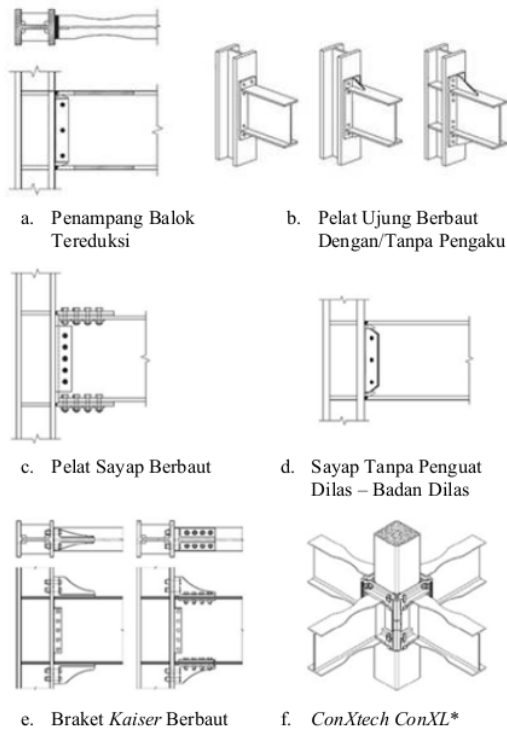 a. Penampang Balok
Tereduksi
b. Pelat Ujung Berbaut
Dengan/Tanpa Pengaku
c. Pelat Sayap Berbaut
d. Sayap Tanpa Penguat
Dilas – Badan Dilas
e. Braket Kaiser Berbaut
f. ConXtech ConXL*